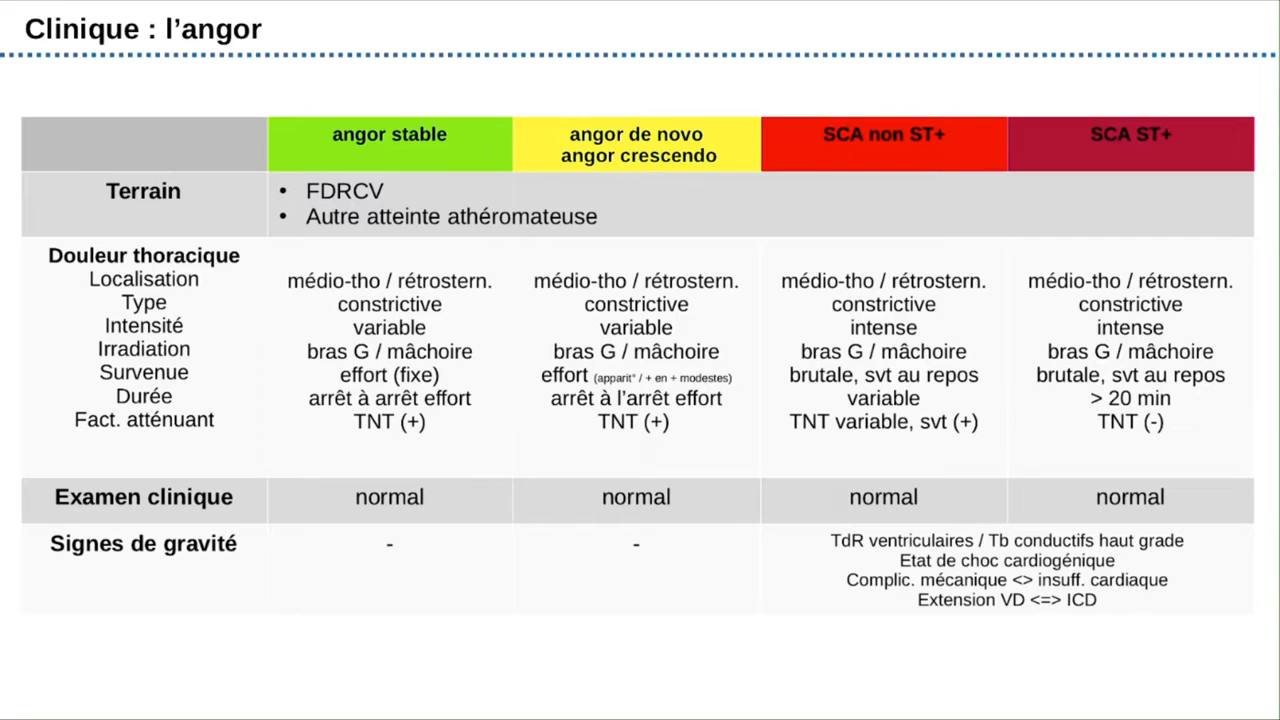 Clinique : l’angor
angor stable
angor de novo
angor crescendo
SCA non ST+
SCA ST+
Terrain
• FDRCV
• Autre atteinte athéromateuse
Douleur thoracique
Localisation
Type
Intensité
Irradiation
Survenue
Durée
Fact. atténuant
médio-tho / rétrostern.
constrictive
variable
bras G / mâchoire
effort (fixe)
arrêt à arrêt effort
TNT (+)
médio-tho / rétrostern.
constrictive
variable
bras G / mâchoire
effort (apparit° / + en + modestes)
arrêt à l’arrêt effort
TNT (+)
médio-tho / rétrostern.
constrictive
intense
bras G / mâchoire
brutale, svt au repos
variable
TNT variable, svt (+)
médio-tho / rétrostern.
constrictive
intense
bras G / mâchoire
brutale, svt au repos
> 20 min
TNT (-)
Examen clinique
normal
normal
normal
normal
Signes de gravité
-
-
TdR ventriculaires / Tb conductifs haut grade
Etat de choc cardiogénique
Complic. mécanique <> insuff. cardiaque
Extension VD <=> ICD